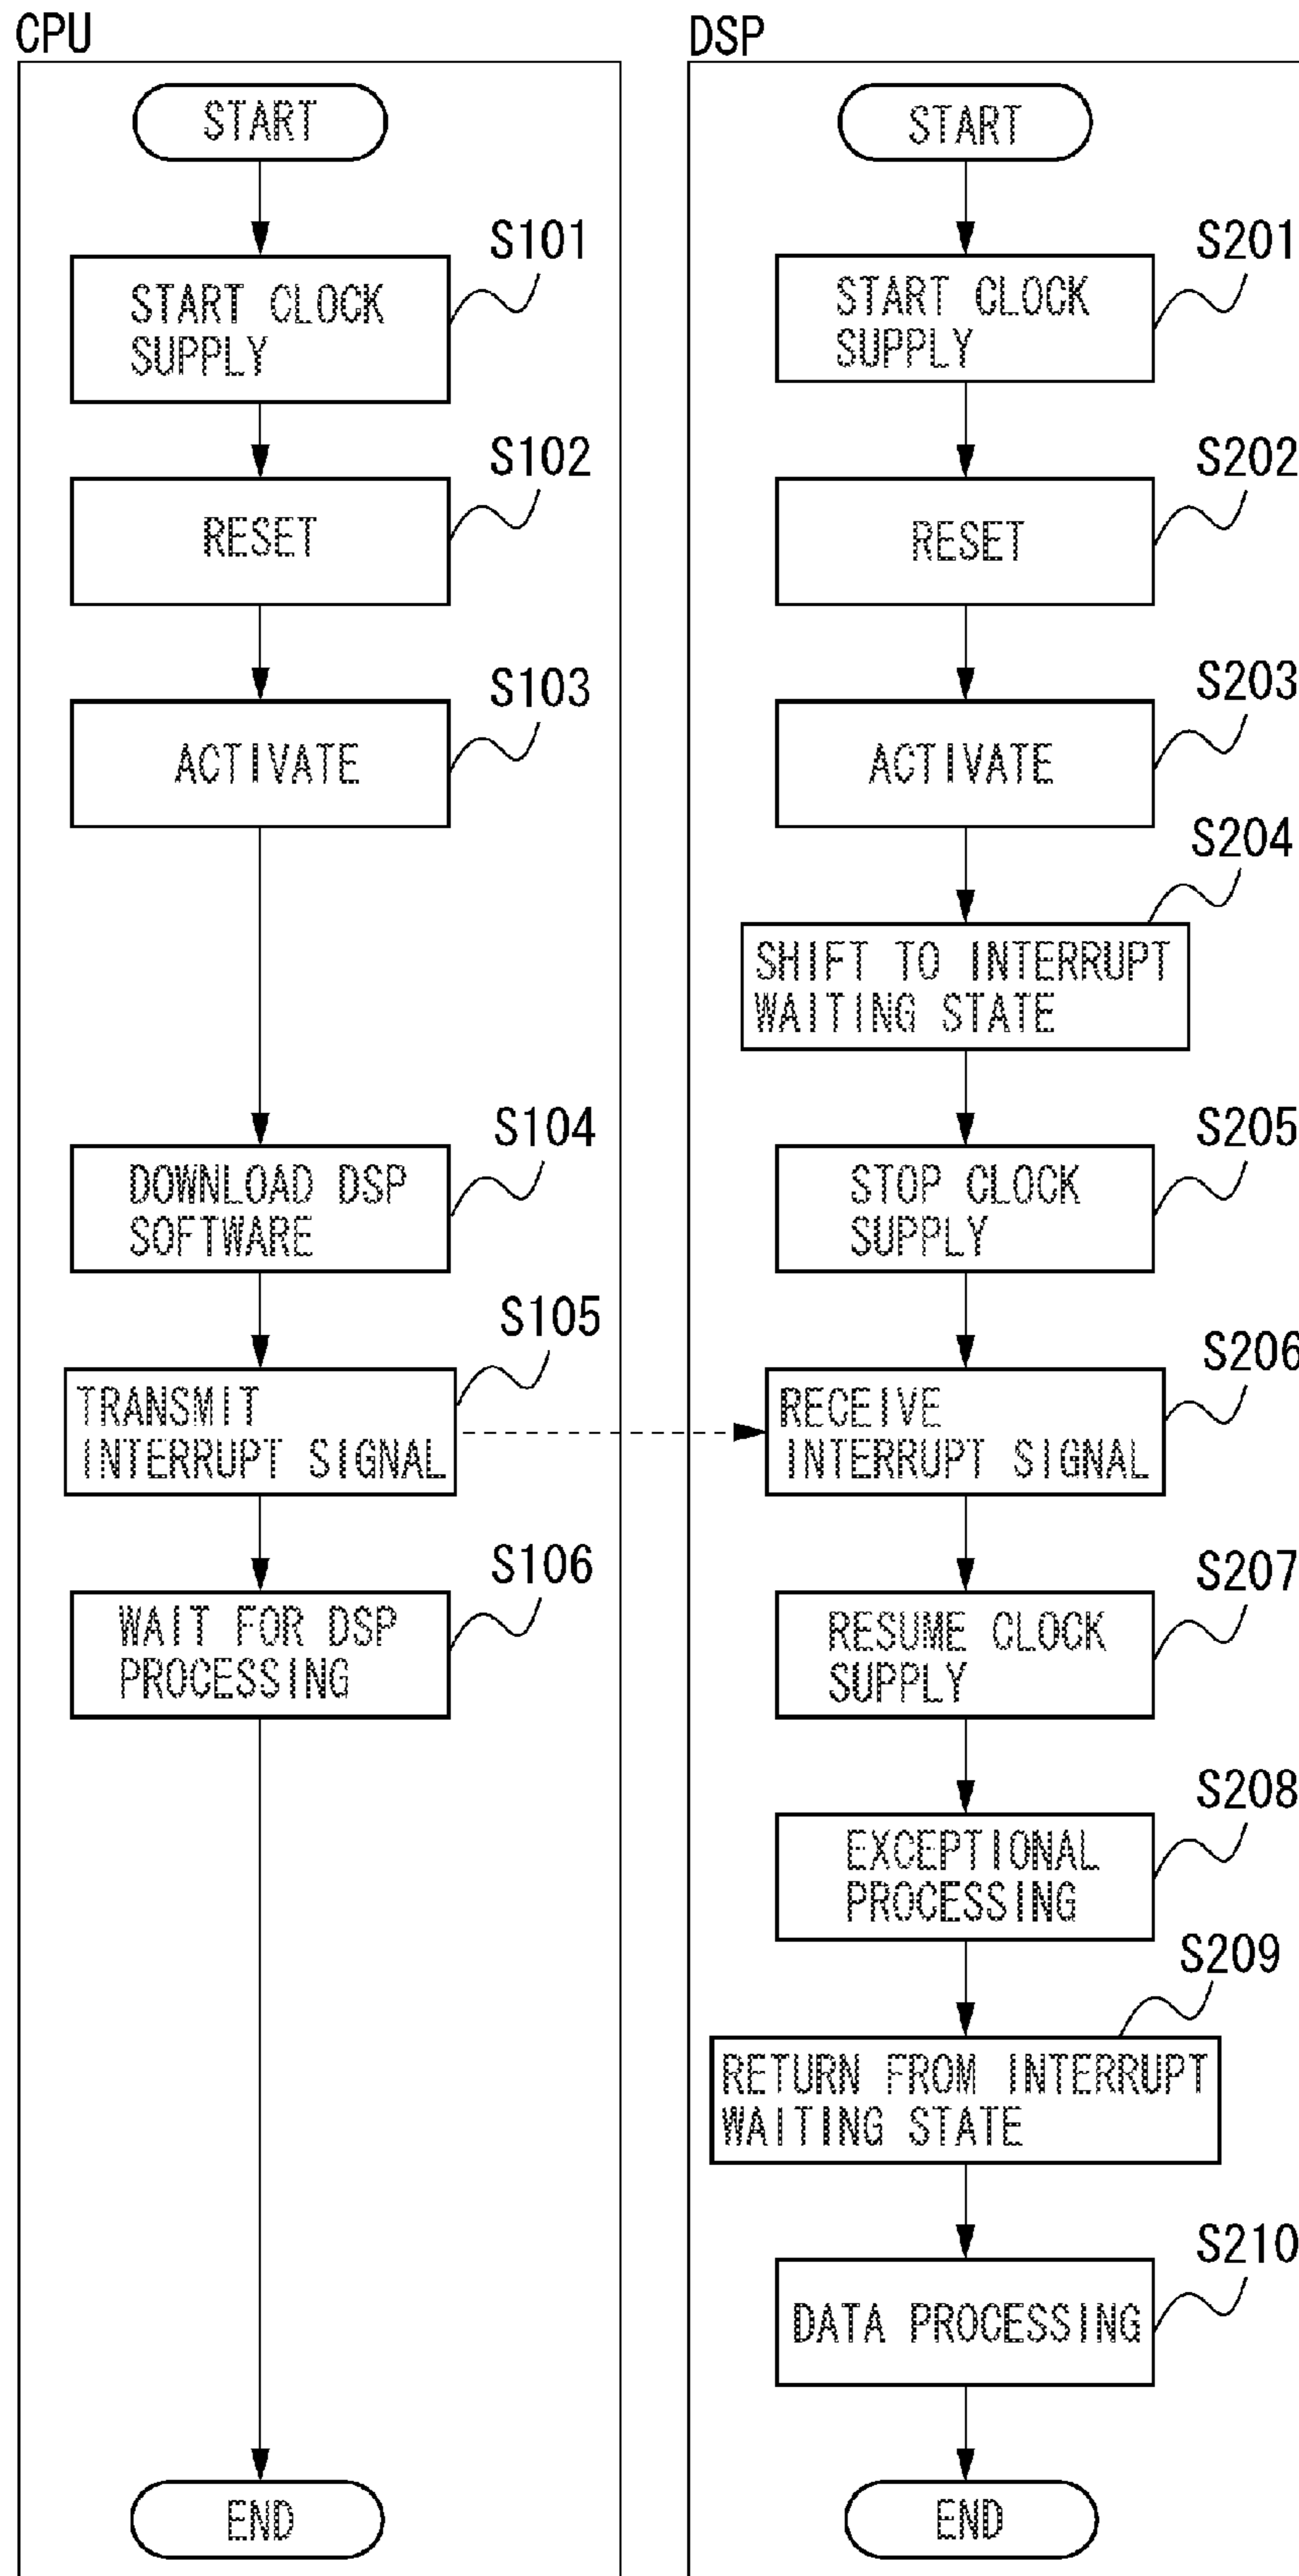 CPU
START
S101
START CLOCK
SUPPLY
S102
RESET
S103
ACTIVATE
S104
DOWNLOAD DSP
SOFTWARE
S105
TRANSMIT
INTERRUPT SIGNAL
S106
WAIT FOR DSP
PROCESSING
END
DSP
START
S201
START CLOCK
SUPPLY
S202
RESET
S203
ACTIVATE
S204
SHIFT TO INTERRUPT
WAITING STATE
S205
STOP CLOCK
SUPPLY
S206
RECEIVE
INTERRUPT SIGNAL
S207
RESUME CLOCK
SUPPLY
S208
EXCEPTIONAL
PROCESSING
S209
RETURN FROM INTERRUPT
WAITING STATE
S210
DATA PROCESSING
END